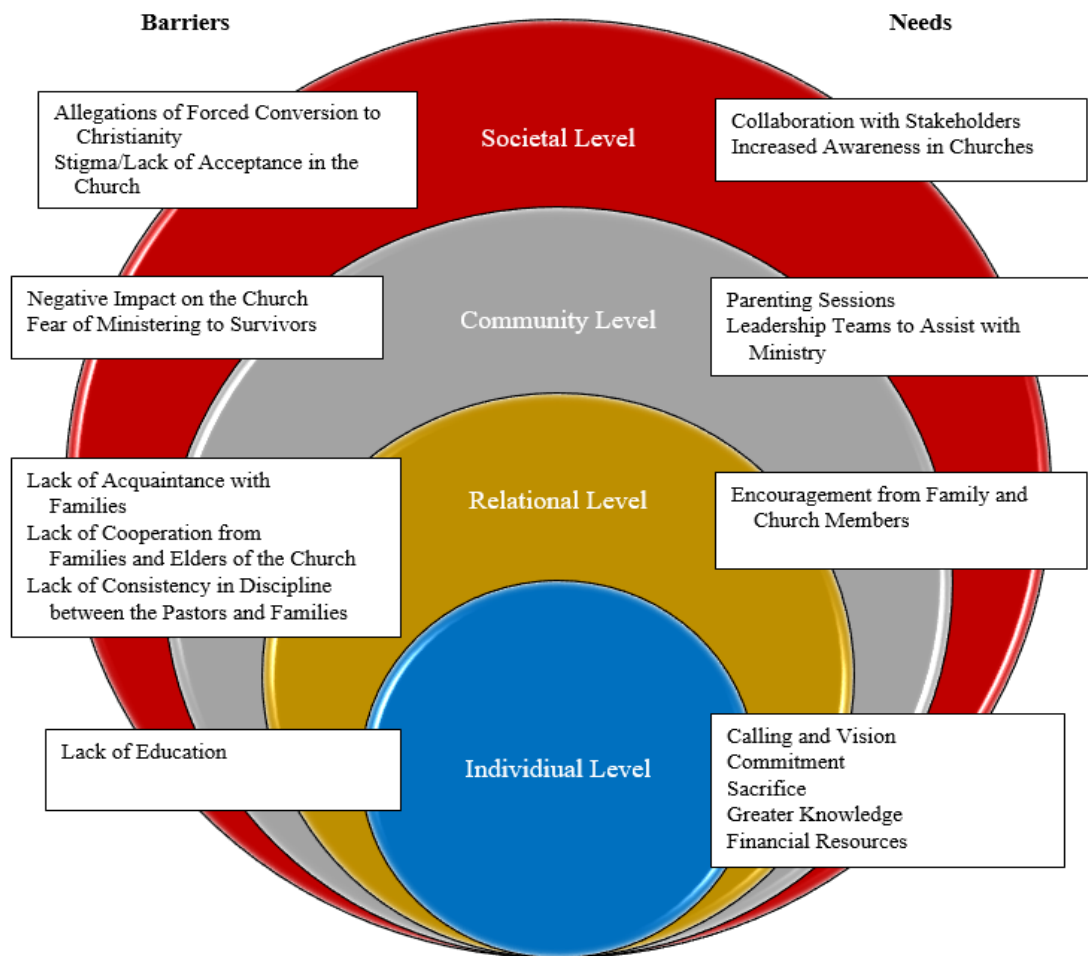 Barriers
Needs
Allegations of Forced Conversion to
Christianity
Stigma/Lack of Acceptance in the
Church
Societal Level
Collaboration with Stakeholders
Increased Awareness in Churches
Negative Impact on the Church
Fear of Ministering to Survivors
Community Level
Parenting Sessions
Leadership Teams to Assist with
Ministry
Lack of Acquaintance with
Families
Lack of Cooperation from
Families and Elders of the Church
Lack of Consistency in Discipline
between the Pastors and Families
Relational Level
Encouragement from Family and
Church Members
Lack of Education
Individiual Level
Calling and Vision
Commitment
Sacrifice
Greater Knowledge
Financial Resources